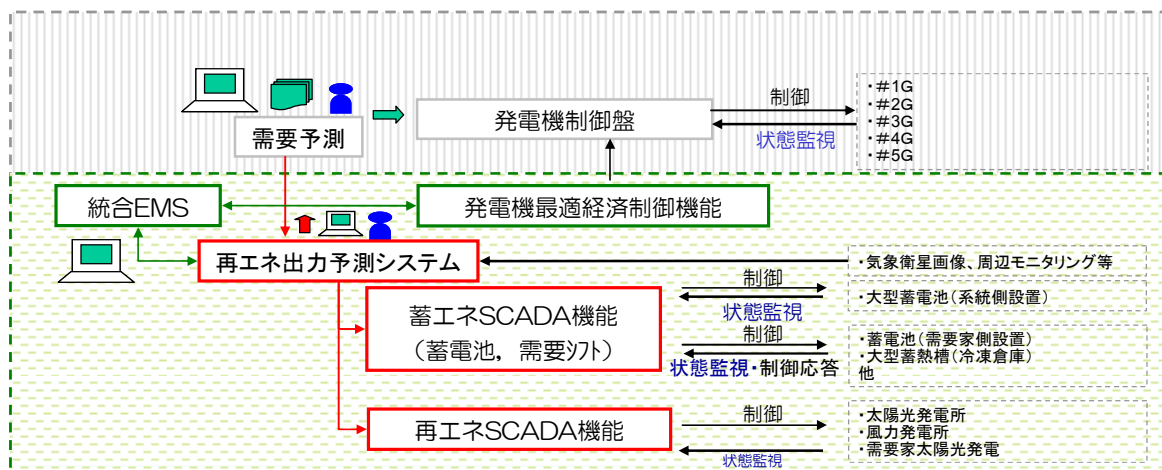 需要予測
発電機制御盤
制御
状態監視
・#1G
・#2G
・#3G
・#4G
・#5G
統合EMS
発電機最適経済制御機能
再エネ出力予測システム
・気象衛星画像、周辺モニタリング等
蓄エネSCADA機能
（蓄電池，需要ｼﾌﾄ）
制御
状態監視
・大型蓄電池（系統側設置）
制御
状態監視・制御応答
・蓄電池（需要家側設置）
・大型蓄熱槽（冷凍倉庫）
他
再エネSCADA機能
制御
状態監視
・太陽光発電所
・風力発電所
・需要家太陽光発電